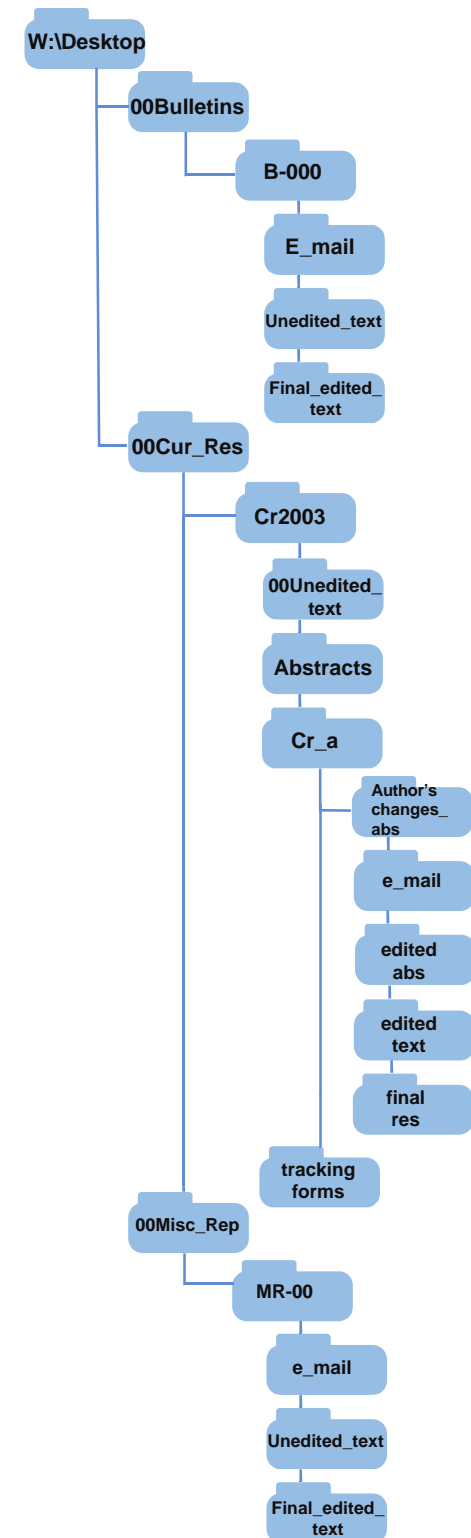 W:\Desktop
00Bulletins
B-000
E_mail
Unedited_text
Final_edited_
text
00Cur_Res
Cr2003
00Unedited_
text
Abstracts
Cr_a
Author's
changes_
abs
e_mail
edited
abs
edited
text
final
res
tracking
forms
00Misc_Rep
MR-00
e_mail
Unedited_text
Final_edited_
text